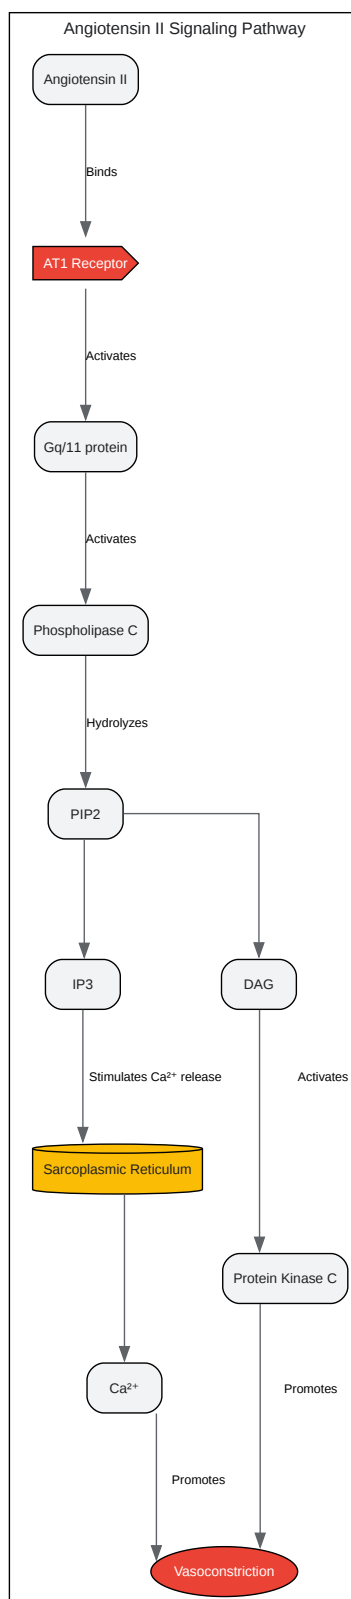 Angiotensin II Signaling Pathway
Angiotensin II
Binds
AT1 Receptor
Activates
Gq/11 protein
Activates
Phospholipase C
Hydrolyzes
PIP2
IP3
DAG
Stimulates Ca²⁺ release
Activates
Sarcoplasmic Reticulum
Protein Kinase C
Ca²⁺
Promotes
Promotes
Vasoconstriction